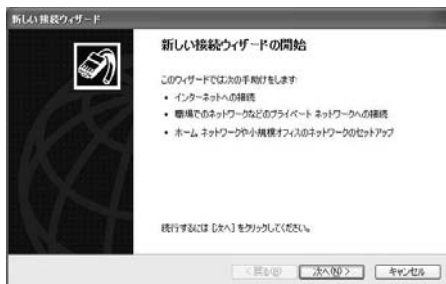 新しい接続ウィザード
新しい接続ウィザードの開始
このウィザードでは次の手助けをします:
• インターネットへの接続
• 職場でのネットワークなどのプライベート ネットワークへの接続
• ホーム ネットワークや小規模オフィスのネットワークのセットアップ
続行するには [次へ] をクリックしてください。
< 戻る(B) 次へ(N) > キャンセル